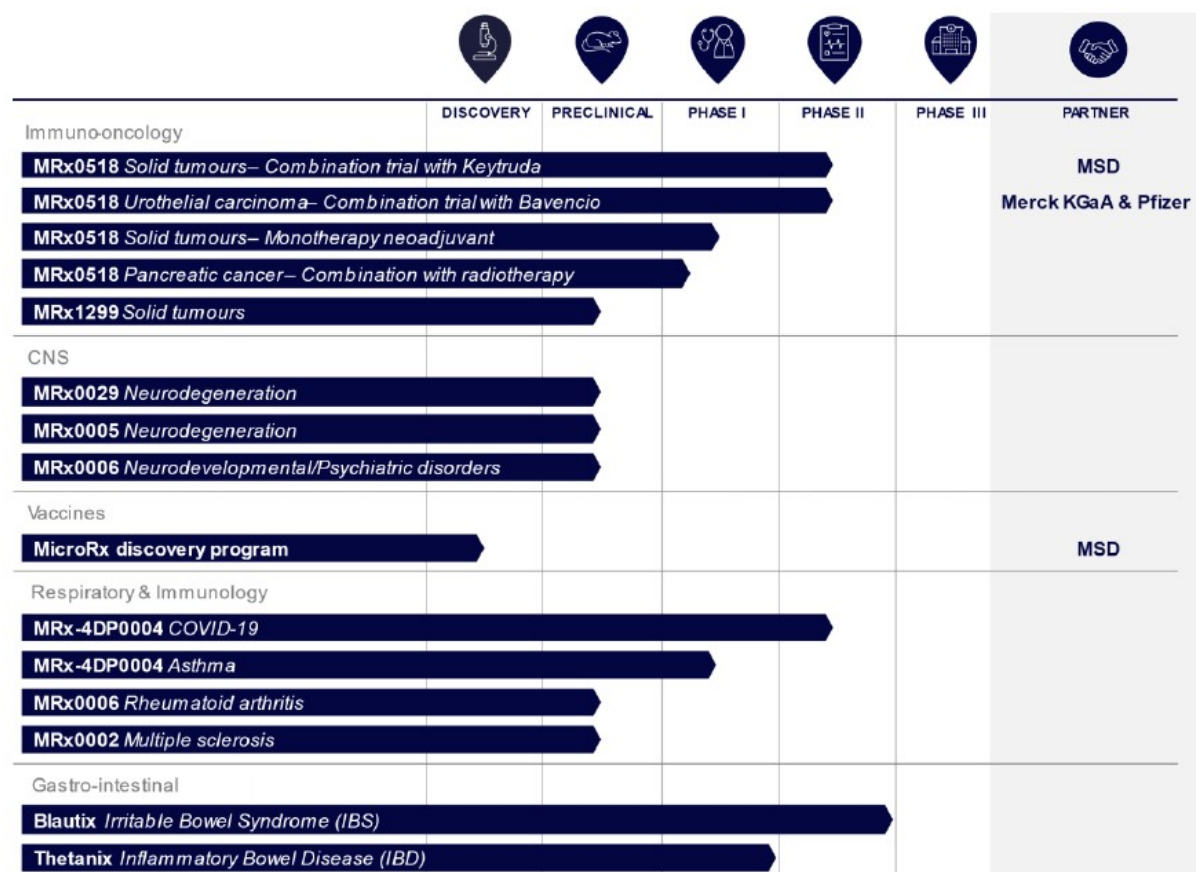 DISCOVERY PRECLINICAL PHASE I PHASE II PHASE III PARTNER
Immuno-oncology
MRx0518 Solid tumours– Combination trial with Keytruda MSD
MRx0518 Urothelial carcinoma– Combination trial with Bavencio Merck KGaA & Pfizer
MRx0518 Solid tumours– Monotherapy neoadjuvant
MRx0518 Pancreatic cancer– Combination with radiotherapy
MRx1299 Solid tumours
CNS
MRx0029 Neurodegeneration
MRx0005 Neurodegeneration
MRx0006 Neurodevelopmental/Psychiatric disorders
Vaccines
MicroRx discovery program MSD
Respiratory & Immunology
MRx-4DP0004 COVID-19
MRx-4DP0004 Asthma
MRx0006 Rheumatoid arthritis
MRx0002 Multiple sclerosis
Gastro-intestinal
Blautix Irritable Bowel Syndrome (IBS)
Thetanix Inflammatory Bowel Disease (IBD)